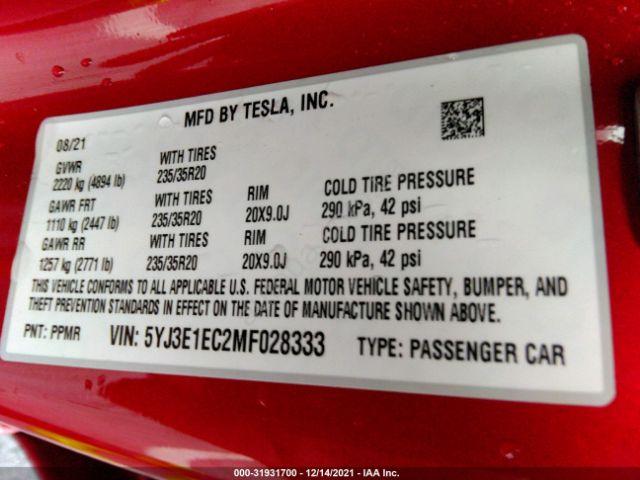 MFD BY TESLA, INC.
08/21
GVWR WITH TIRES
2220 kg (4894 lb) 235/35R20
GAWR FRT WITH TIRES RIM COLD TIRE PRESSURE
1110 kg (2447 lb) 235/35R20 20X9.0J 290 kPa, 42 psi
GAWR RR WITH TIRES RIM COLD TIRE PRESSURE
1257 kg (2771 lb) 235/35R20 20X9.0J 290 kPa, 42 psi
THIS VEHICLE CONFORMS TO ALL APPLICABLE U.S. FEDERAL MOTOR VEHICLE SAFETY, BUMPER, AND
THEFT PREVENTION STANDARDS IN EFFECT ON THE DATE OF MANUFACTURE SHOWN ABOVE.
PNT: PPMR VIN: 5YJ3E1EC2MF028333 TYPE: PASSENGER CAR
000-31931700 - 12/14/2021 - IAA Inc.